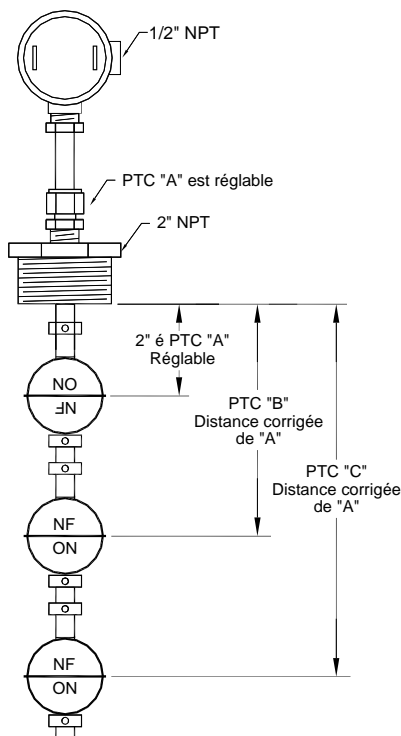 1/2" NPT
PTC "A" est réglable
2" NPT
2" é PTC "A"
Réglable
NO
NF
PTC "B"
Distance corrigée
de "A"
NF
ON
PTC "C"
Distance corrigée
de "A"
NF
ON